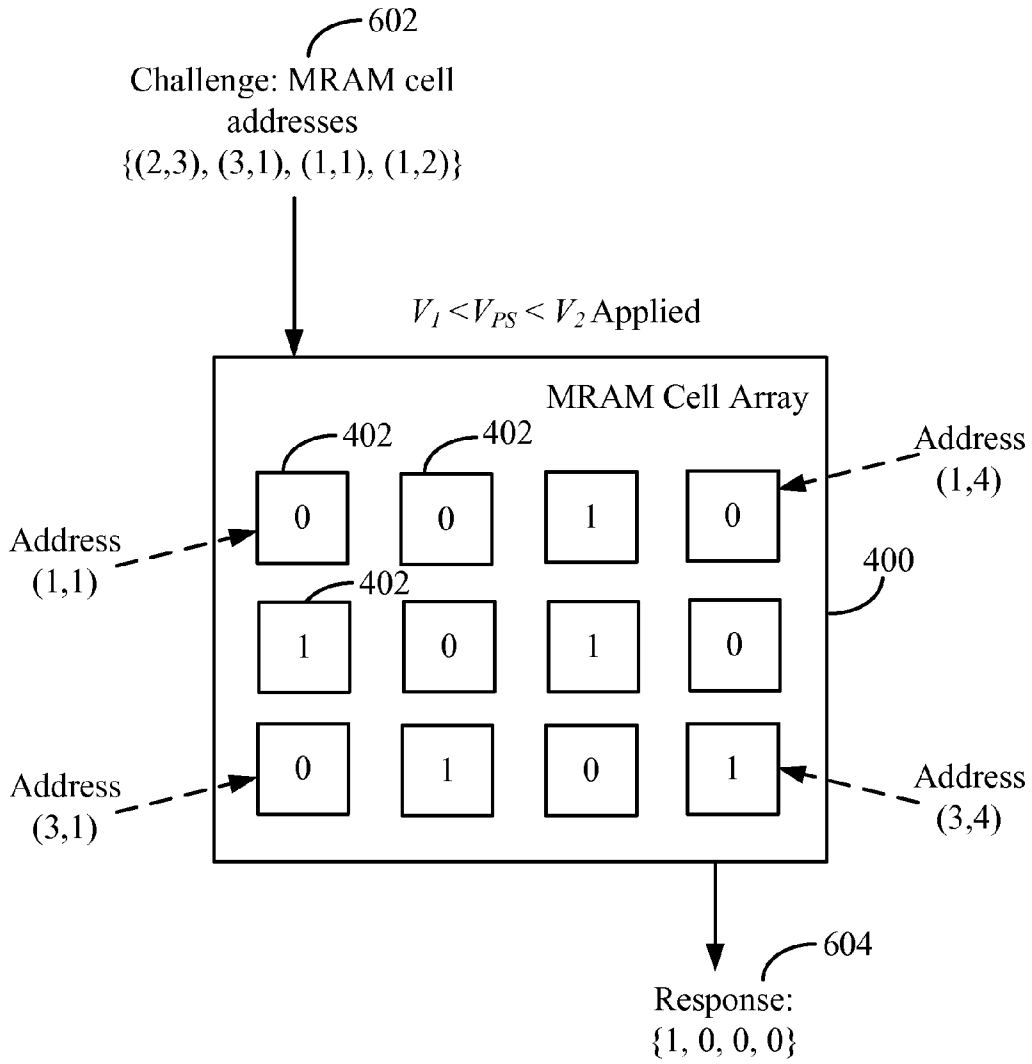 602
Challenge: MRAM cell
addresses
{(2,3), (3,1), (1,1), (1,2)}
V1 <VPS < V2 Applied
MRAM Cell Array
402
402
Address
(1,4)
0
0
1
0
Address
(1,1)
402
400
1
0
1
0
0
1
0
1
Address
(3,1)
Address
(3,4)
604
Response:
{1, 0, 0, 0}